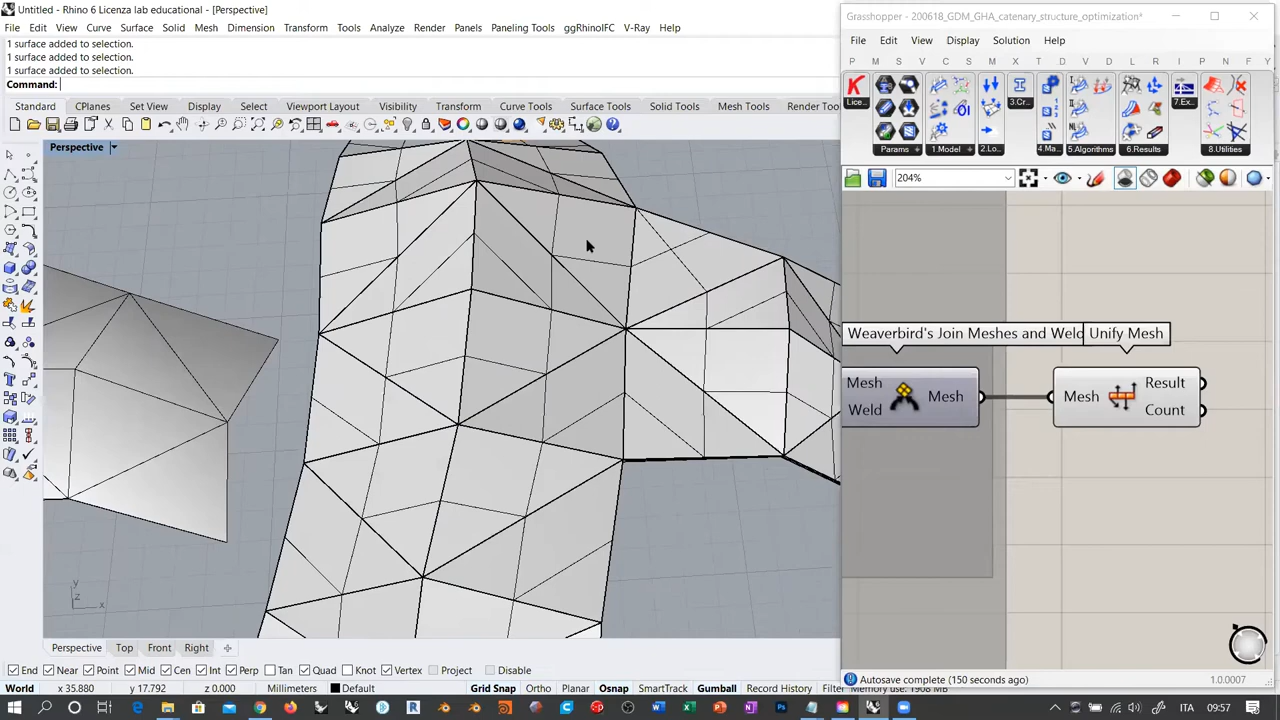 Untitled - Rhino 6 Licenza lab educational - [Perspective]
File Edit View Curve Surface Solid Mesh Dimension Transform Tools Analyze Render Panels Paneling Tools ggRhinoIFC V-Ray Help
1 surface added to selection.
1 surface added to selection.
1 surface added to selection.
Command:
Standard CPlanes Set View Display Select Viewport Layout Visibility Transform Curve Tools Surface Tools Solid Tools Mesh Tools Render Too
Perspective
y
z x
Perspective Top Front Right
End Near Point Mid Cen Int Perp Tan Quad Knot Vertex Project Disable
World x 35.880 y 17.792 z 0.000 Millimeters Default Grid Snap Ortho Planar Osnap SmartTrack Gumball Record History Filter
Grasshopper - 200618_GDM_GHA_catenary_structure_optimization*
File Edit View Display Solution Help
P M S V C S M X T D V D L K P U F Y
Lice... Params 1.Model 2.Lo... 3.Cr... 4.Ma... 5.Algorithms 6.Results 7.Ex... 8.Utilities
204%
Weaverbird's Join Meshes and Weld
Unify Mesh
Mesh
Weld
Mesh
Mesh
Result
Count
Autosave complete (150 seconds ago)
1.0.0007
ITA 09:57